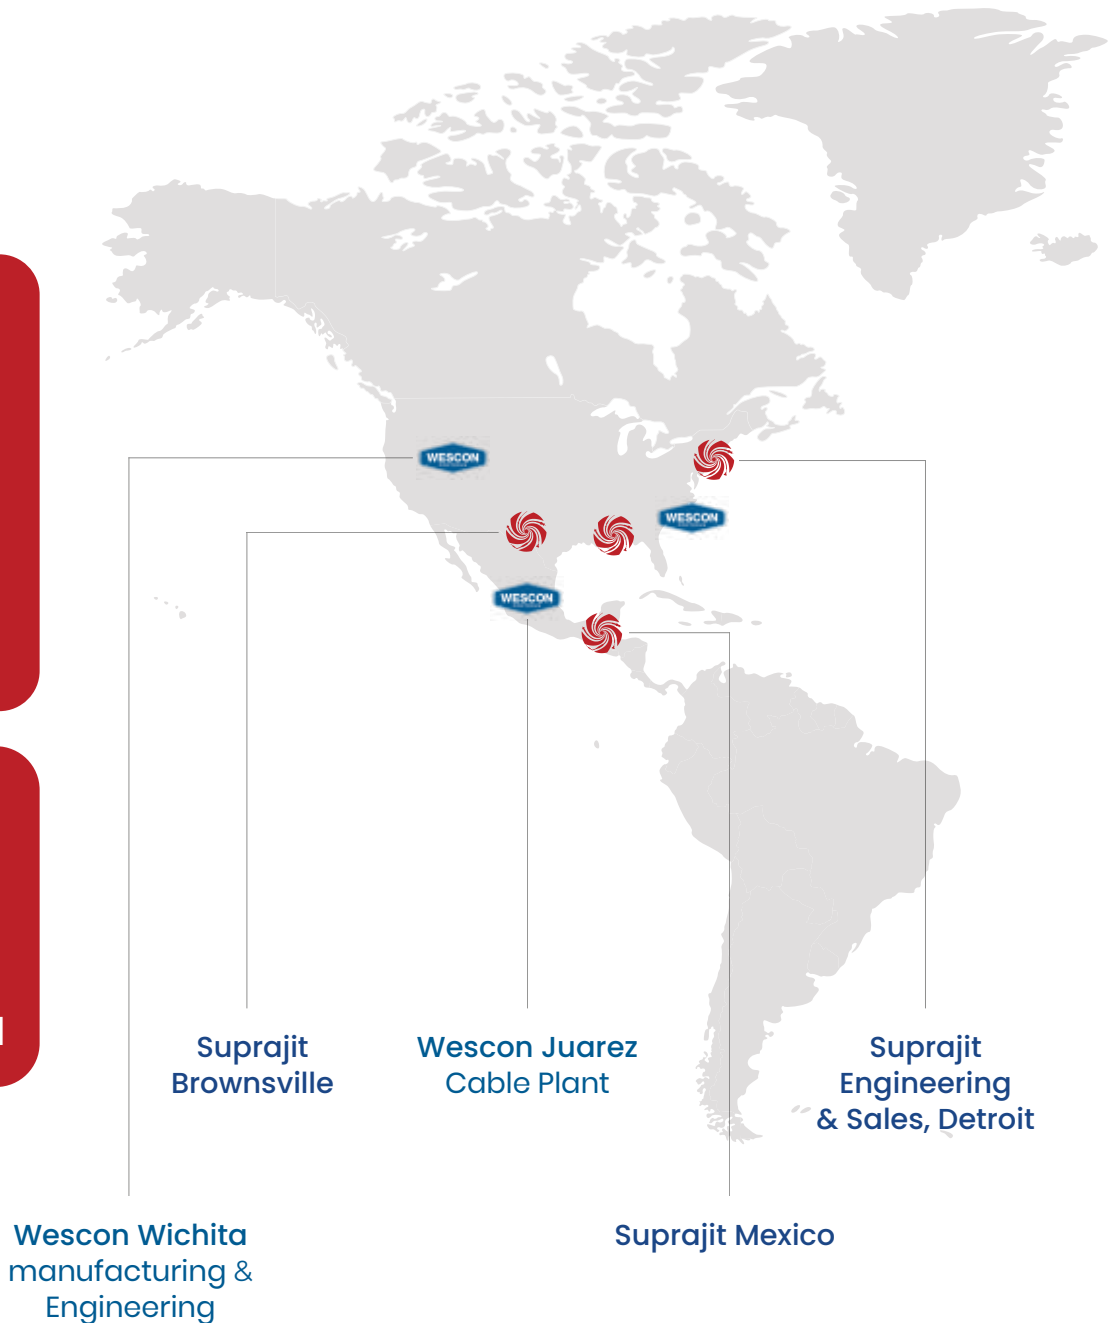 WESCON
WESCON
WESCON
Suprajit
Brownsville
Wescon Juarez
Cable Plant
Suprajit
Engineering
& Sales, Detroit
Wescon Wichita
manufacturing &
Engineering
Suprajit Mexico